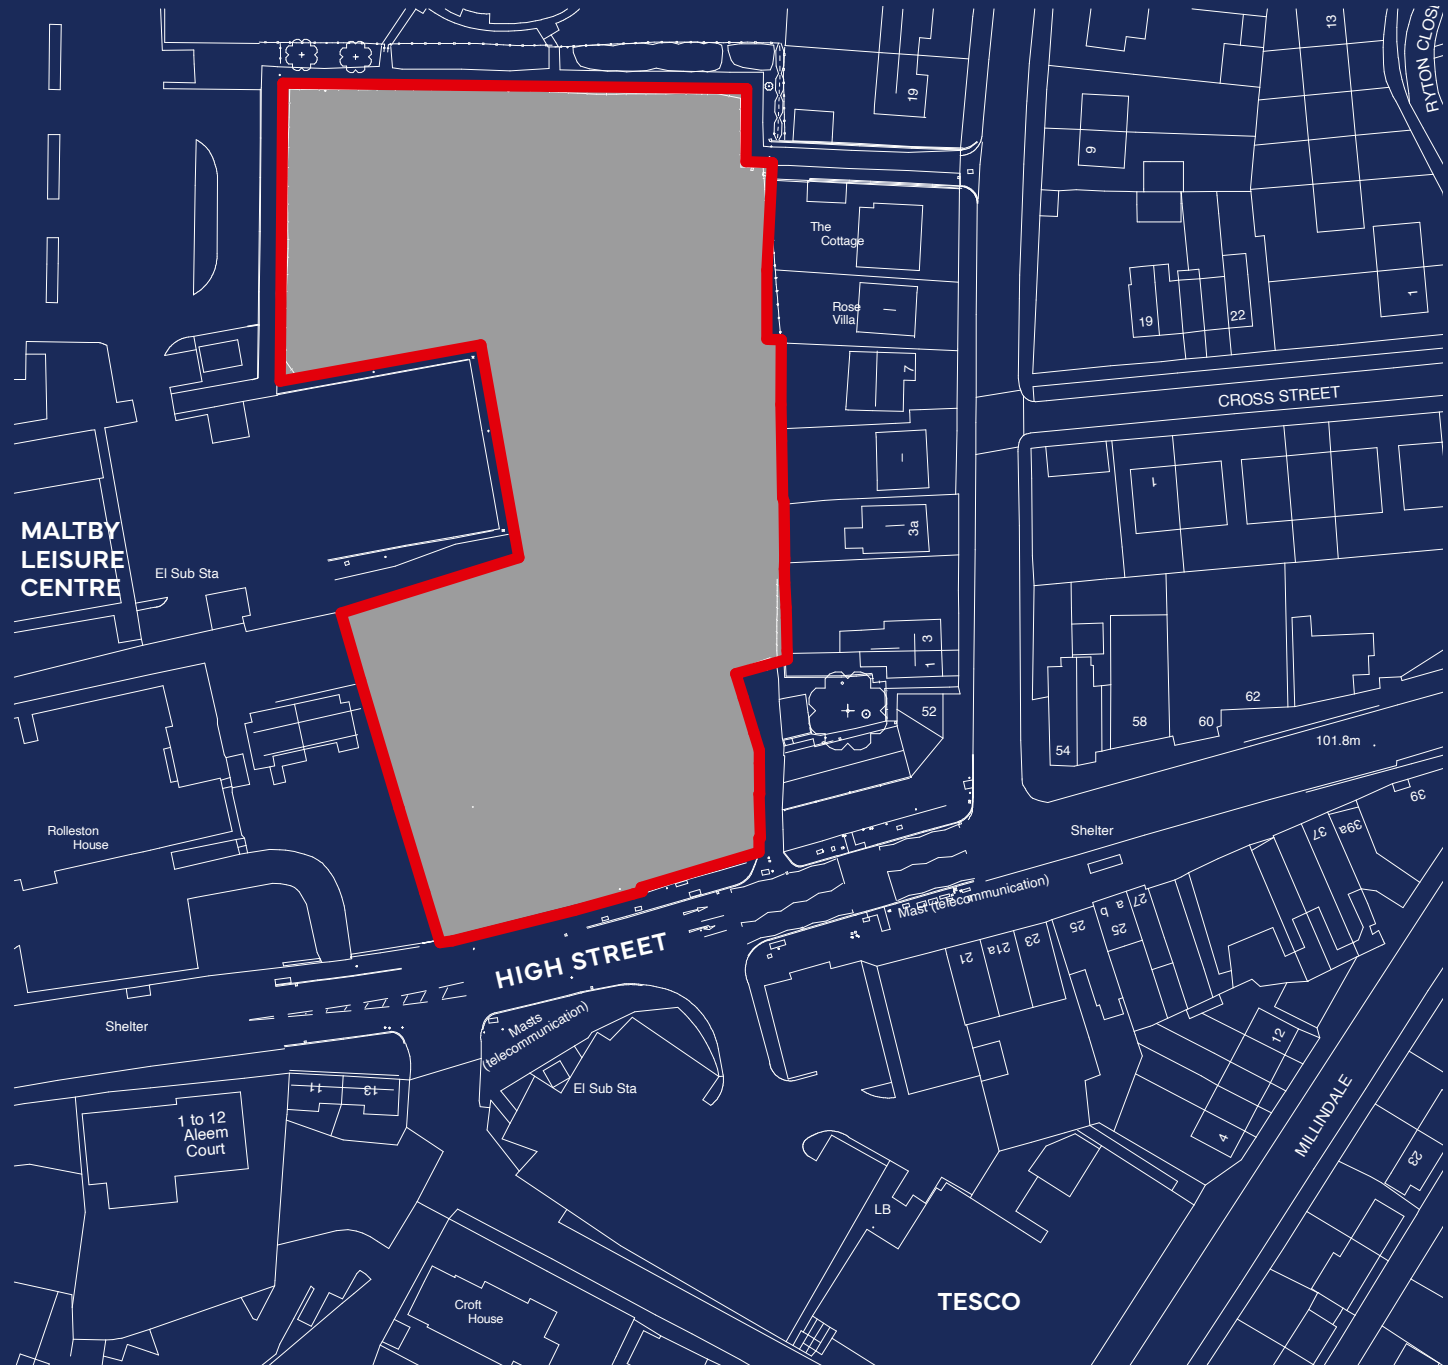 13
RYTON CLOS
19
9
The
Cottage
Rose
Villa
19
22
1
7
CROSS STREET
1
3a
MALTBY
LEISURE
CENTRE
El Sub Sta
3
1
52
54
58
60
62
101.8m
39
39a
37
Rolleston
House
Shelter
Mast (telecommunication)
27
a
b
25
25
23
21a
21
HIGH STREET
Shelter
Masts
(telecommunication)
El Sub Sta
11
13
1 to 12
Aleem
Court
12
4
MILLINDALE
23
LB
TESCO
Croft
House